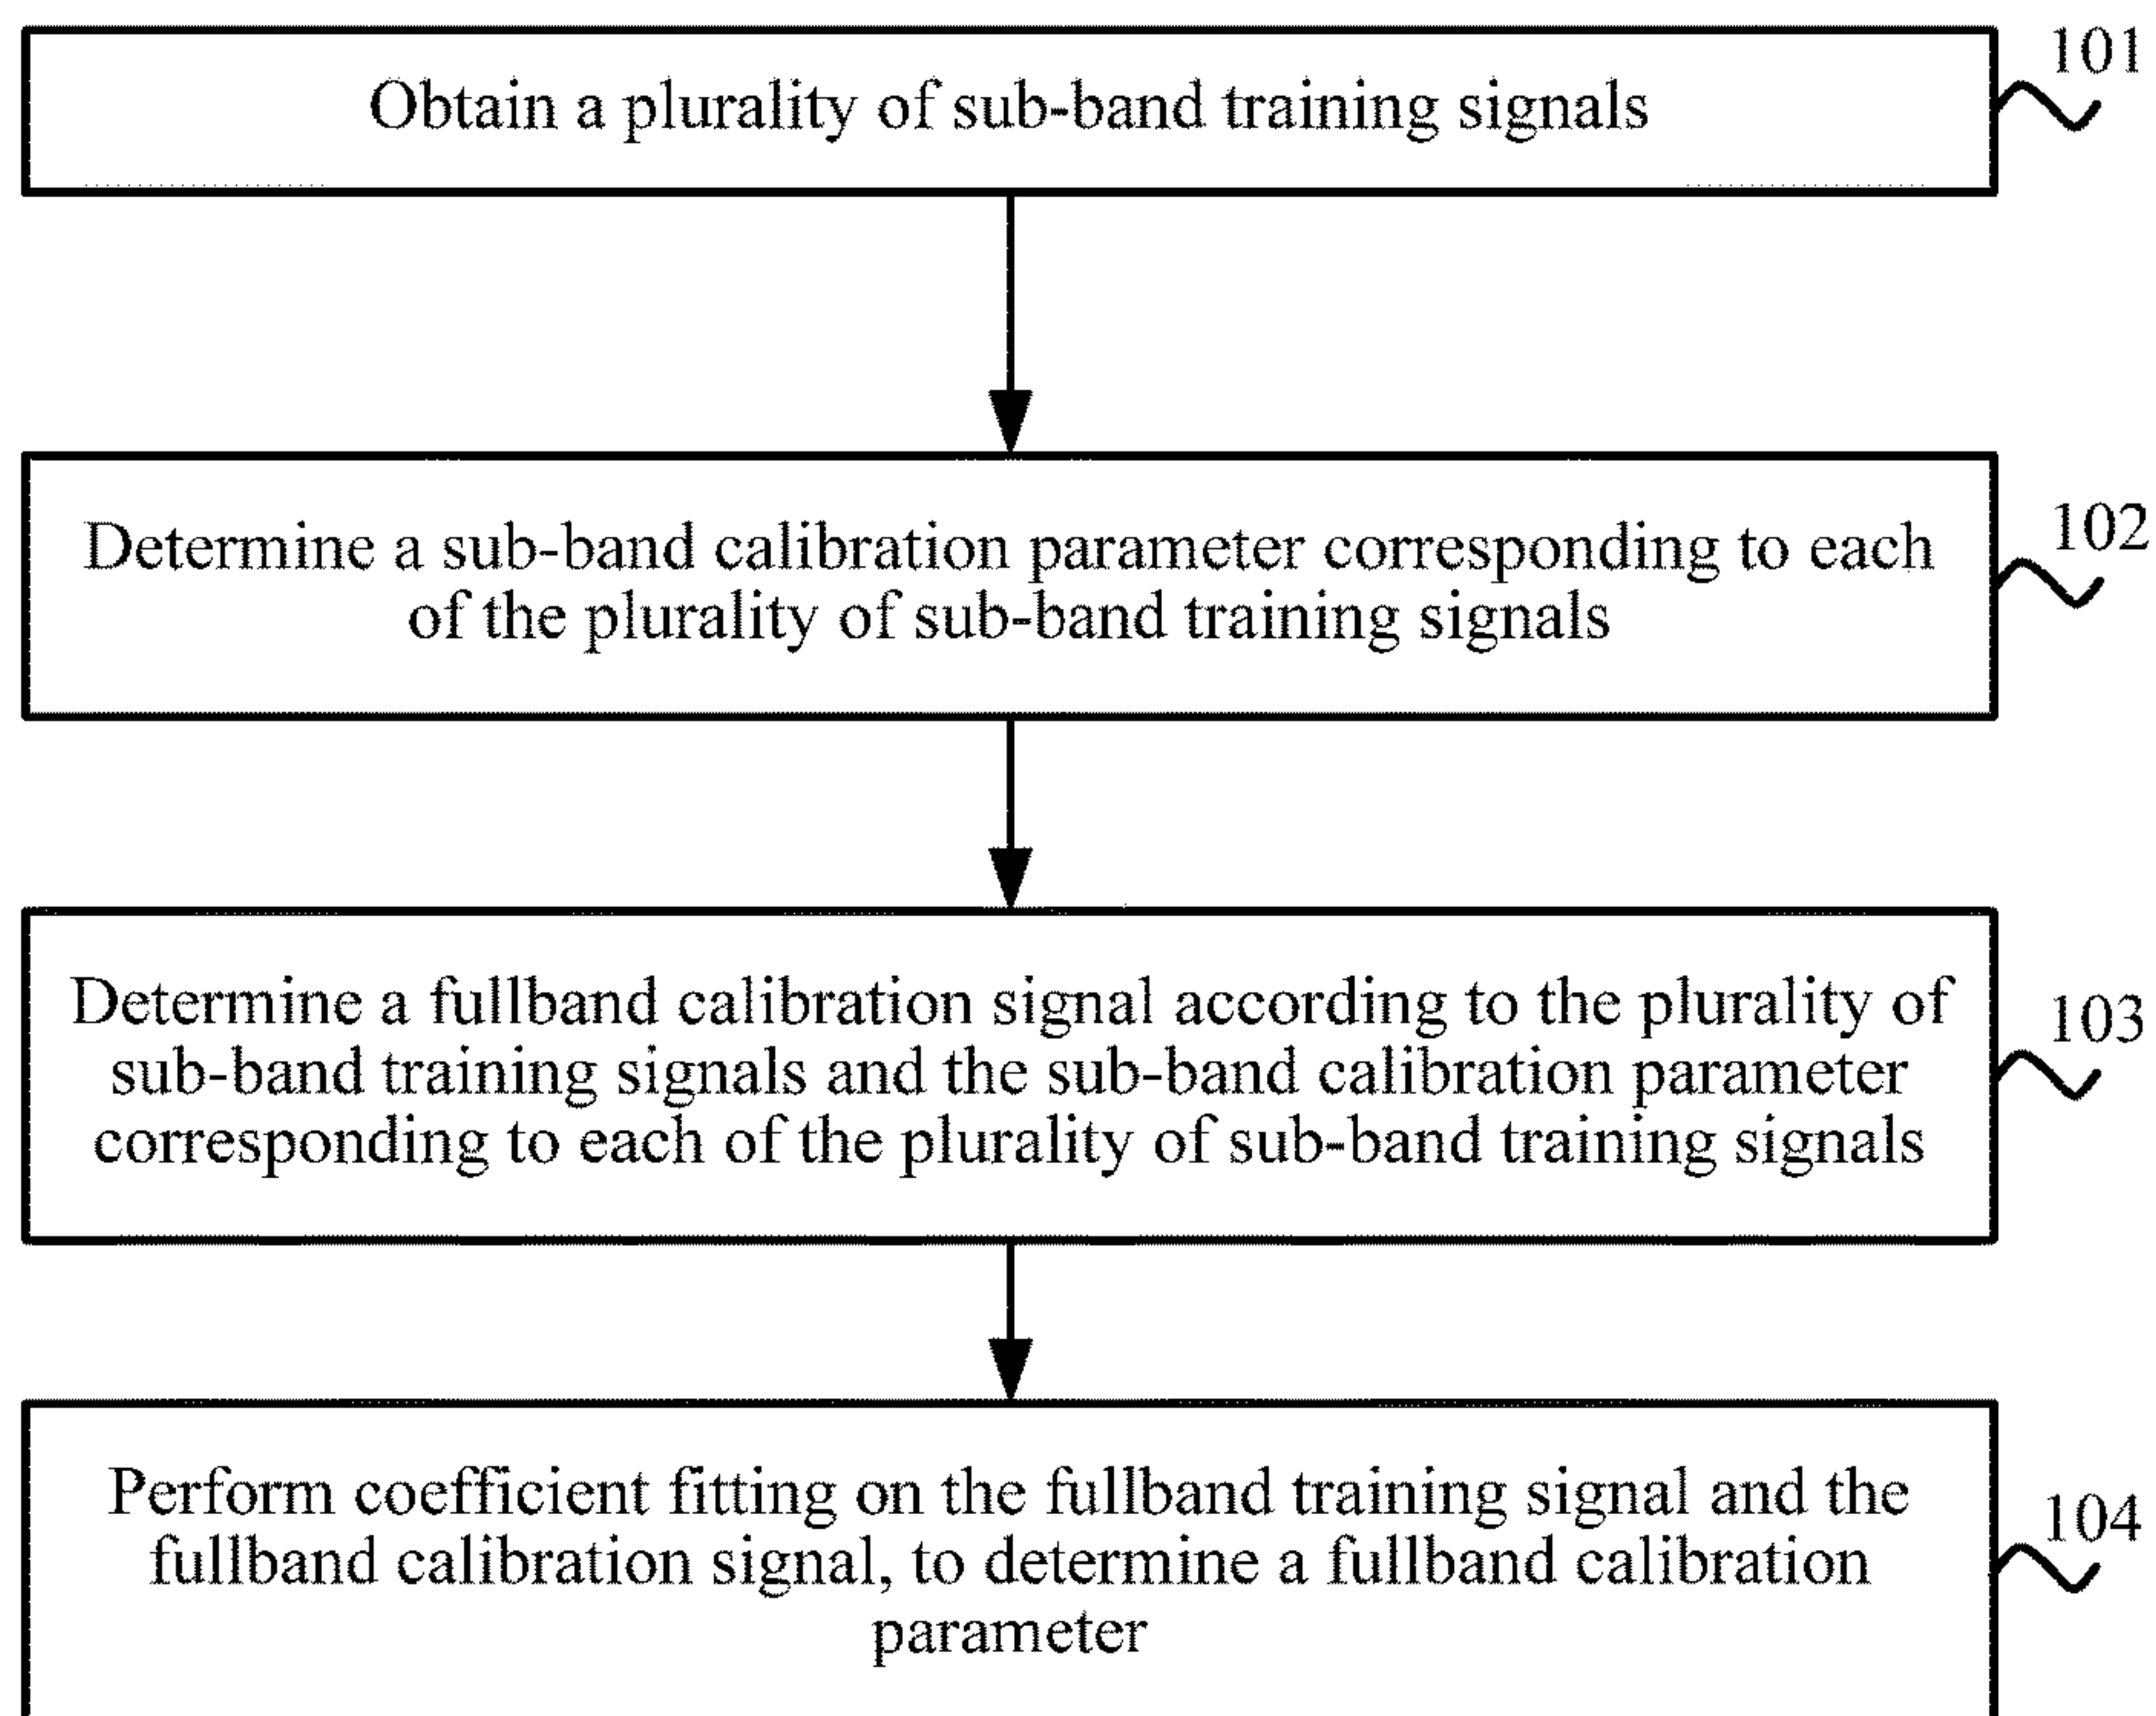 Obtain a plurality of sub-band training signals
101
Determine a sub-band calibration parameter corresponding to each
of the plurality of sub-band training signals
102
Determine a fullband calibration signal according to the plurality of
sub-band training signals and the sub-band calibration parameter
corresponding to each of the plurality of sub-band training signals
103
Perform coefficient fitting on the fullband training signal and the
fullband calibration signal, to determine a fullband calibration
parameter
104